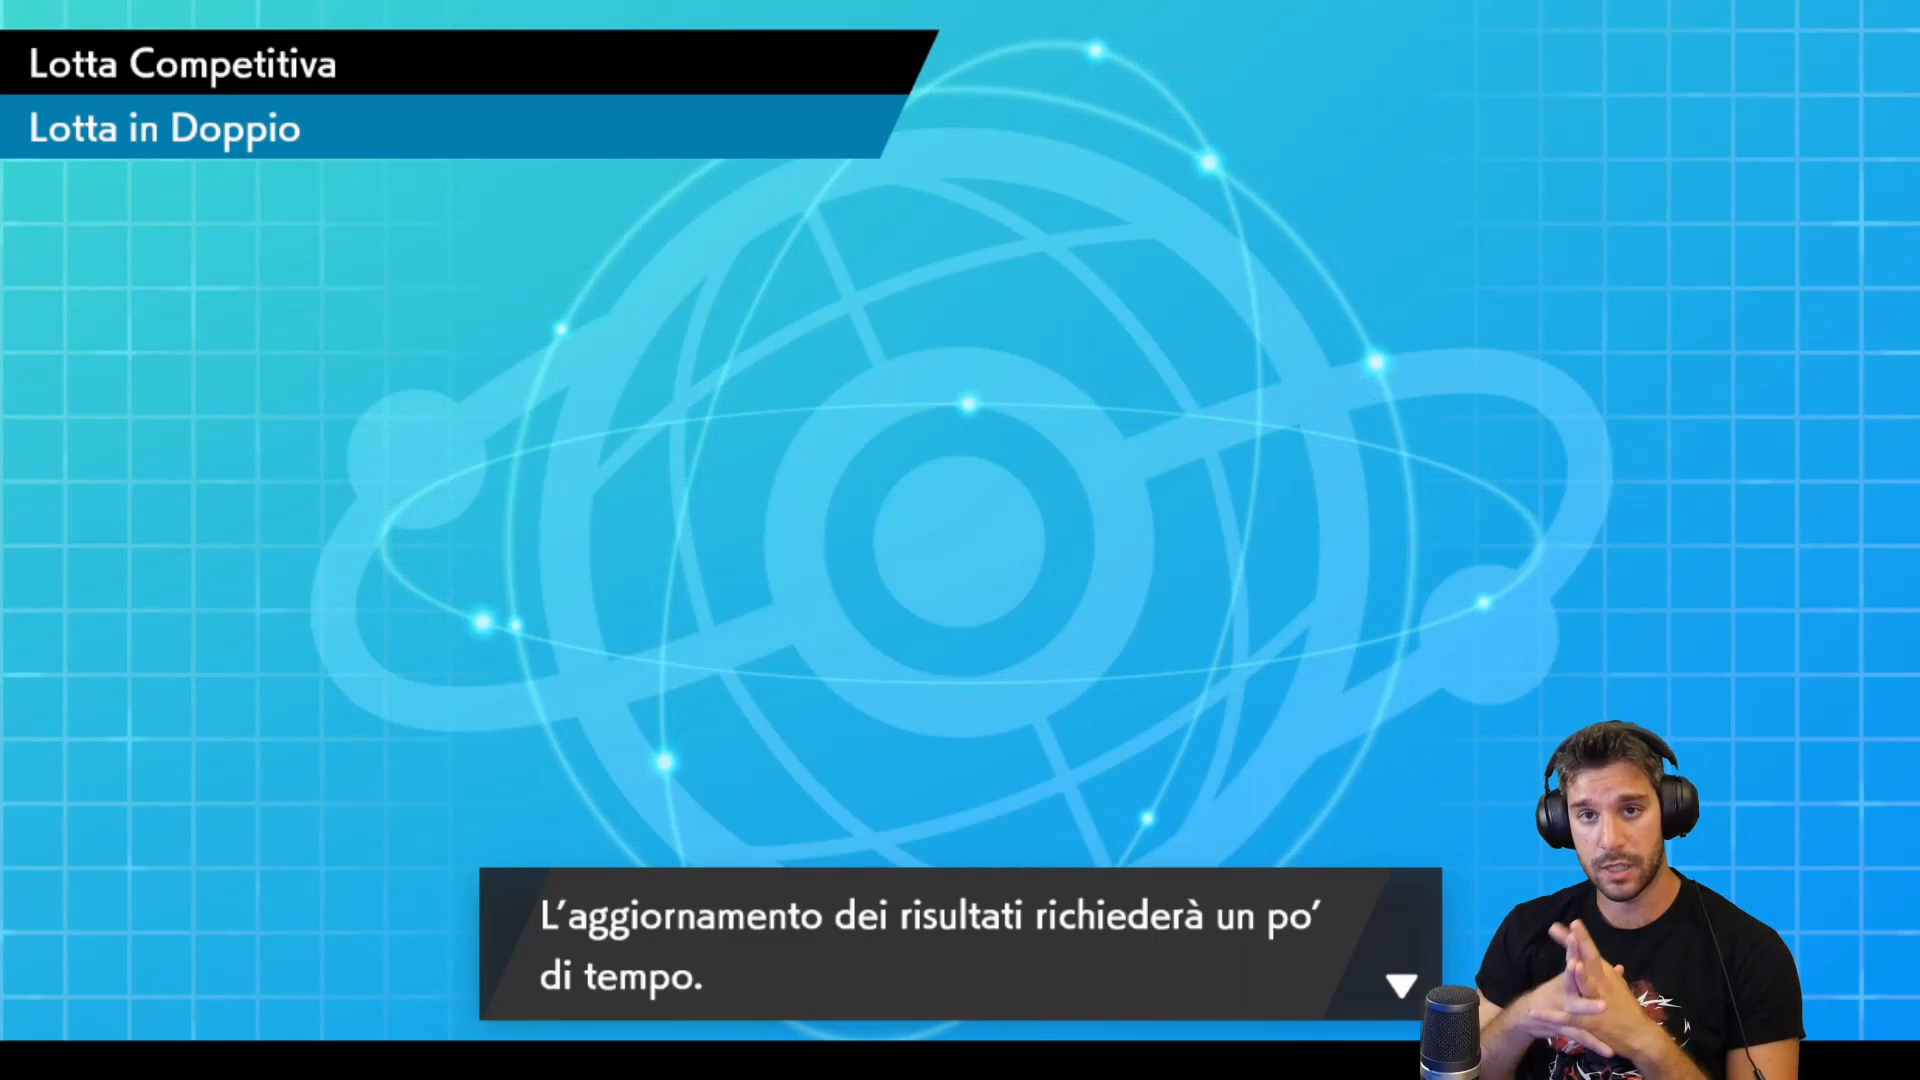 Lotta Competitiva
Lotta in Doppio
L’aggiornamento dei risultati richiederà un po’
di tempo.